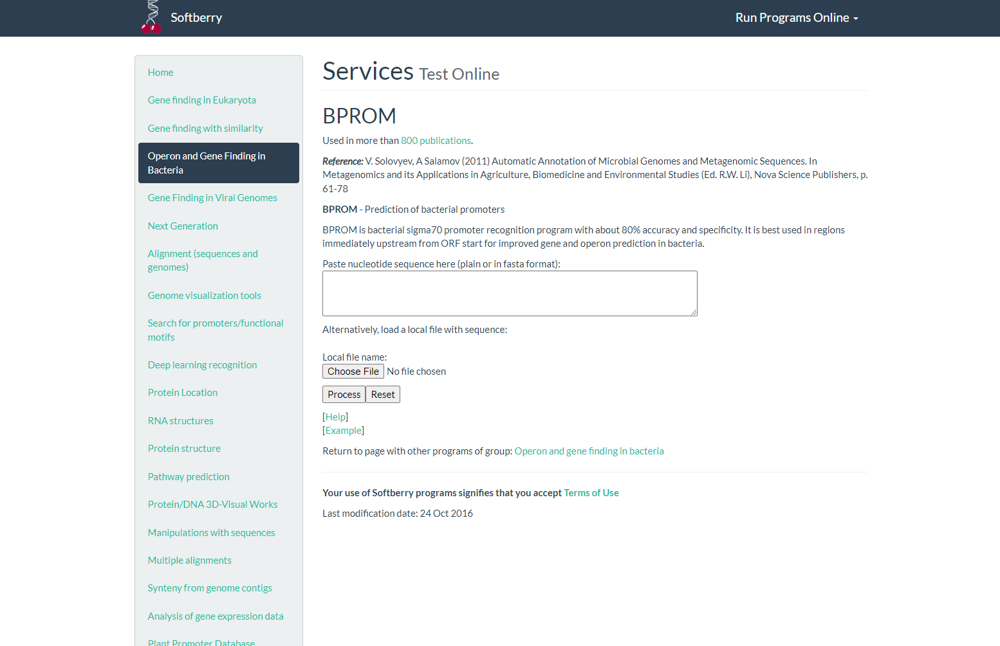 Softberry
Run Programs Online
Home
Gene finding in Eukaryota
Gene finding with similarity
Operon and Gene Finding in
Bacteria
Gene Finding in Viral Genomes
Next Generation
Alignment (sequences and
genomes)
Genome visualization tools
Search for promoters/functional
motifs
Deep learning recognition
Protein Location
RNA structures
Protein structure
Pathway prediction
Protein/DNA 3D-Visual Works
Manipulations with sequences
Multiple alignments
Synteny from genome contigs
Analysis of gene expression data
Plant Promoter Database
Services Test Online
BPROM
Used in more than 800 publications.
Reference: V. Solovyev, A Salamov (2011) Automatic Annotation of Microbial Genomes and Metagenomic Sequences. In
Metagenomics and its Applications in Agriculture, Biomedicine and Environmental Studies (Ed. R.W. Li), Nova Science Publishers, p.
61-78
BPROM - Prediction of bacterial promoters
BPROM is bacterial sigma70 promoter recognition program with about 80% accuracy and specificity. It is best used in regions
immediately upstream from ORF start for improved gene and operon prediction in bacteria.
Paste nucleotide sequence here (plain or in fasta format):
Alternatively, load a local file with sequence:
Local file name:
Choose File No file chosen
Process Reset
[Help]
[Example]
Return to page with other programs of group: Operon and gene finding in bacteria
Your use of Softberry programs signifies that you accept Terms of Use
Last modification date: 24 Oct 2016